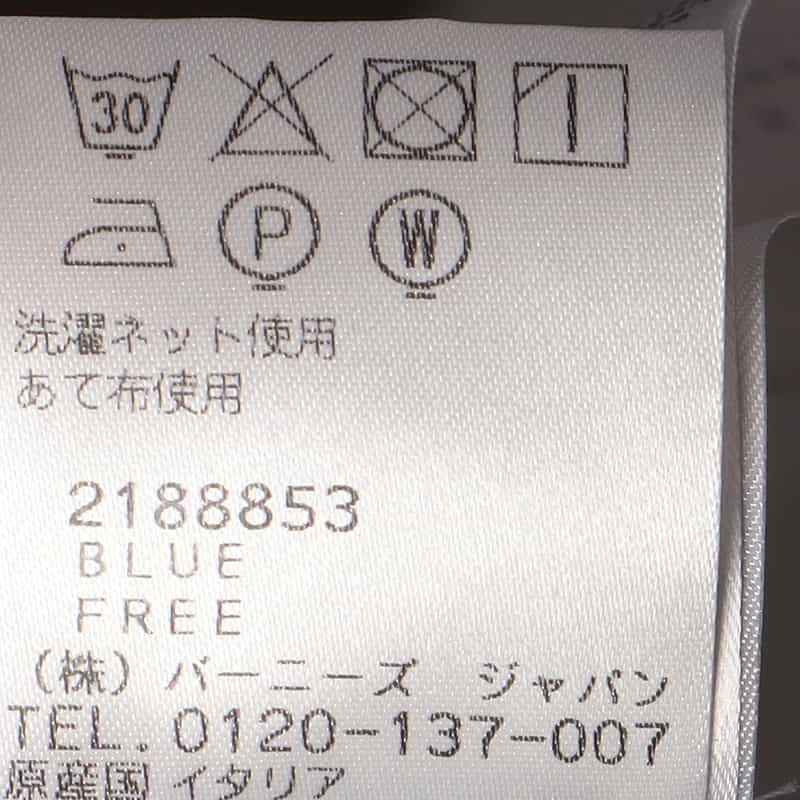 30
P W
洗濯ネット使用
あて布使用
2188853
BLUE
FREE
(株)バーニーズ ジャパン
TEL.0120-137-007
原産国 イタリア